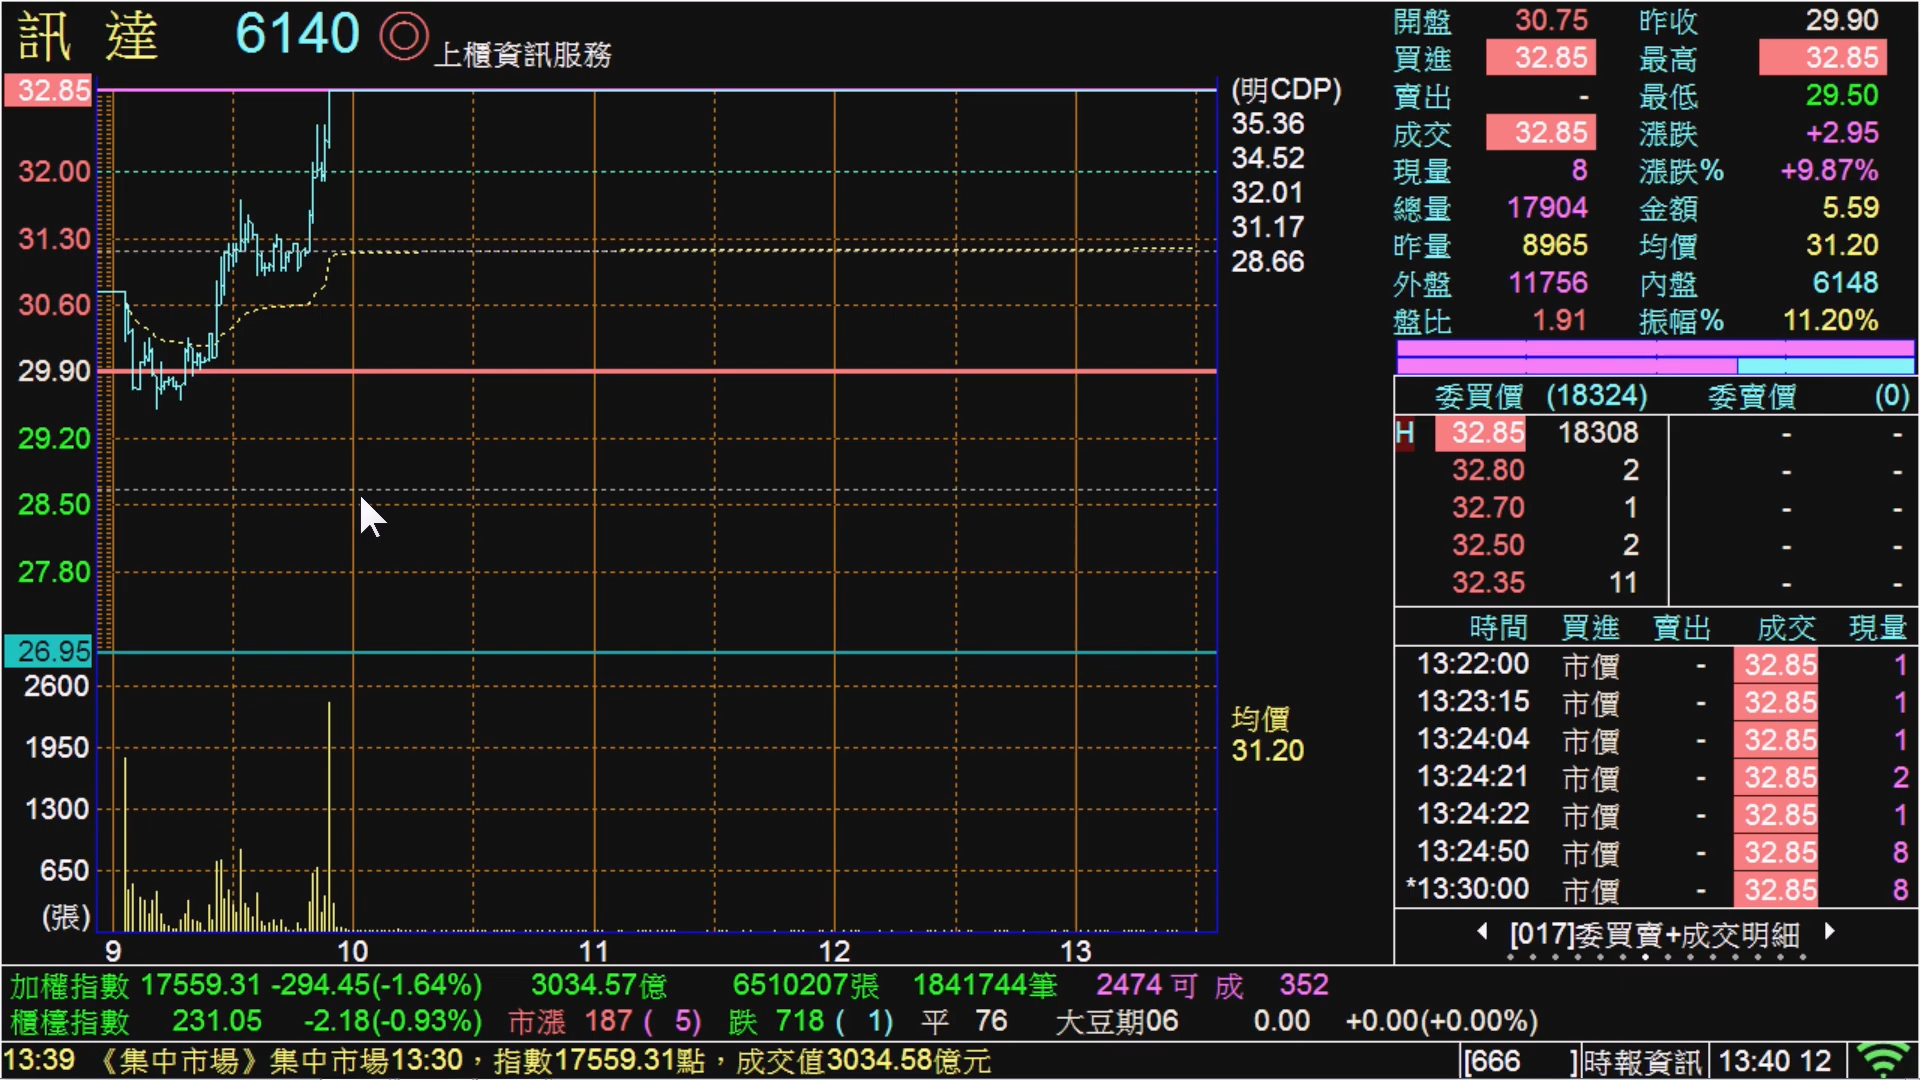 訊達 6140 ◎ 上櫃資訊服務
32.85
32.00
31.30
30.60
29.90
29.20
28.50
27.80
26.95
2600
1950
1300
650
(張)
9 10 11 12 13
(明CDP)
35.36
34.52
32.01
31.17
28.66
均價
31.20
開盤 30.75 昨收 29.90
買進 32.85 最高 32.85
賣出 - 最低 29.50
成交 32.85 漲跌 +2.95
現量 8 漲跌% +9.87%
總量 17904 金額 5.59
昨量 8965 均價 31.20
外盤 11756 內盤 6148
盤比 1.91 振幅% 11.20%
委買價 (18324) 委賣價 (0)
H 32.85 18308 - -
32.80 2 - -
32.70 1 - -
32.50 2 - -
32.35 11 - -
時間 買進 賣出 成交 現量
13:22:00 市價 - 32.85 1
13:23:15 市價 - 32.85 1
13:24:04 市價 - 32.85 1
13:24:21 市價 - 32.85 2
13:24:22 市價 - 32.85 1
13:24:50 市價 - 32.85 8
*13:30:00 市價 - 32.85 8
[017]委買賣+成交明細
加權指數 17559.31 -294.45(-1.64%) 3034.57億 6510207張 1841744筆 2474 可 成 352
櫃檯指數 231.05 -2.18(-0.93%) 市漲 187 ( 5) 跌 718 ( 1) 平 76 大豆期06 0.00 +0.00(+0.00%)
13:39 《集中市場》集中市場13:30，指數17559.31點，成交值3034.58億元 [666 ] 時報資訊 13:40 12